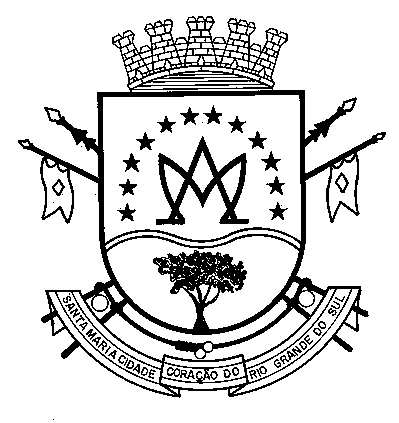 SANTA MARIA CIDADE CORAÇÃO DO RIO GRANDE DO SUL